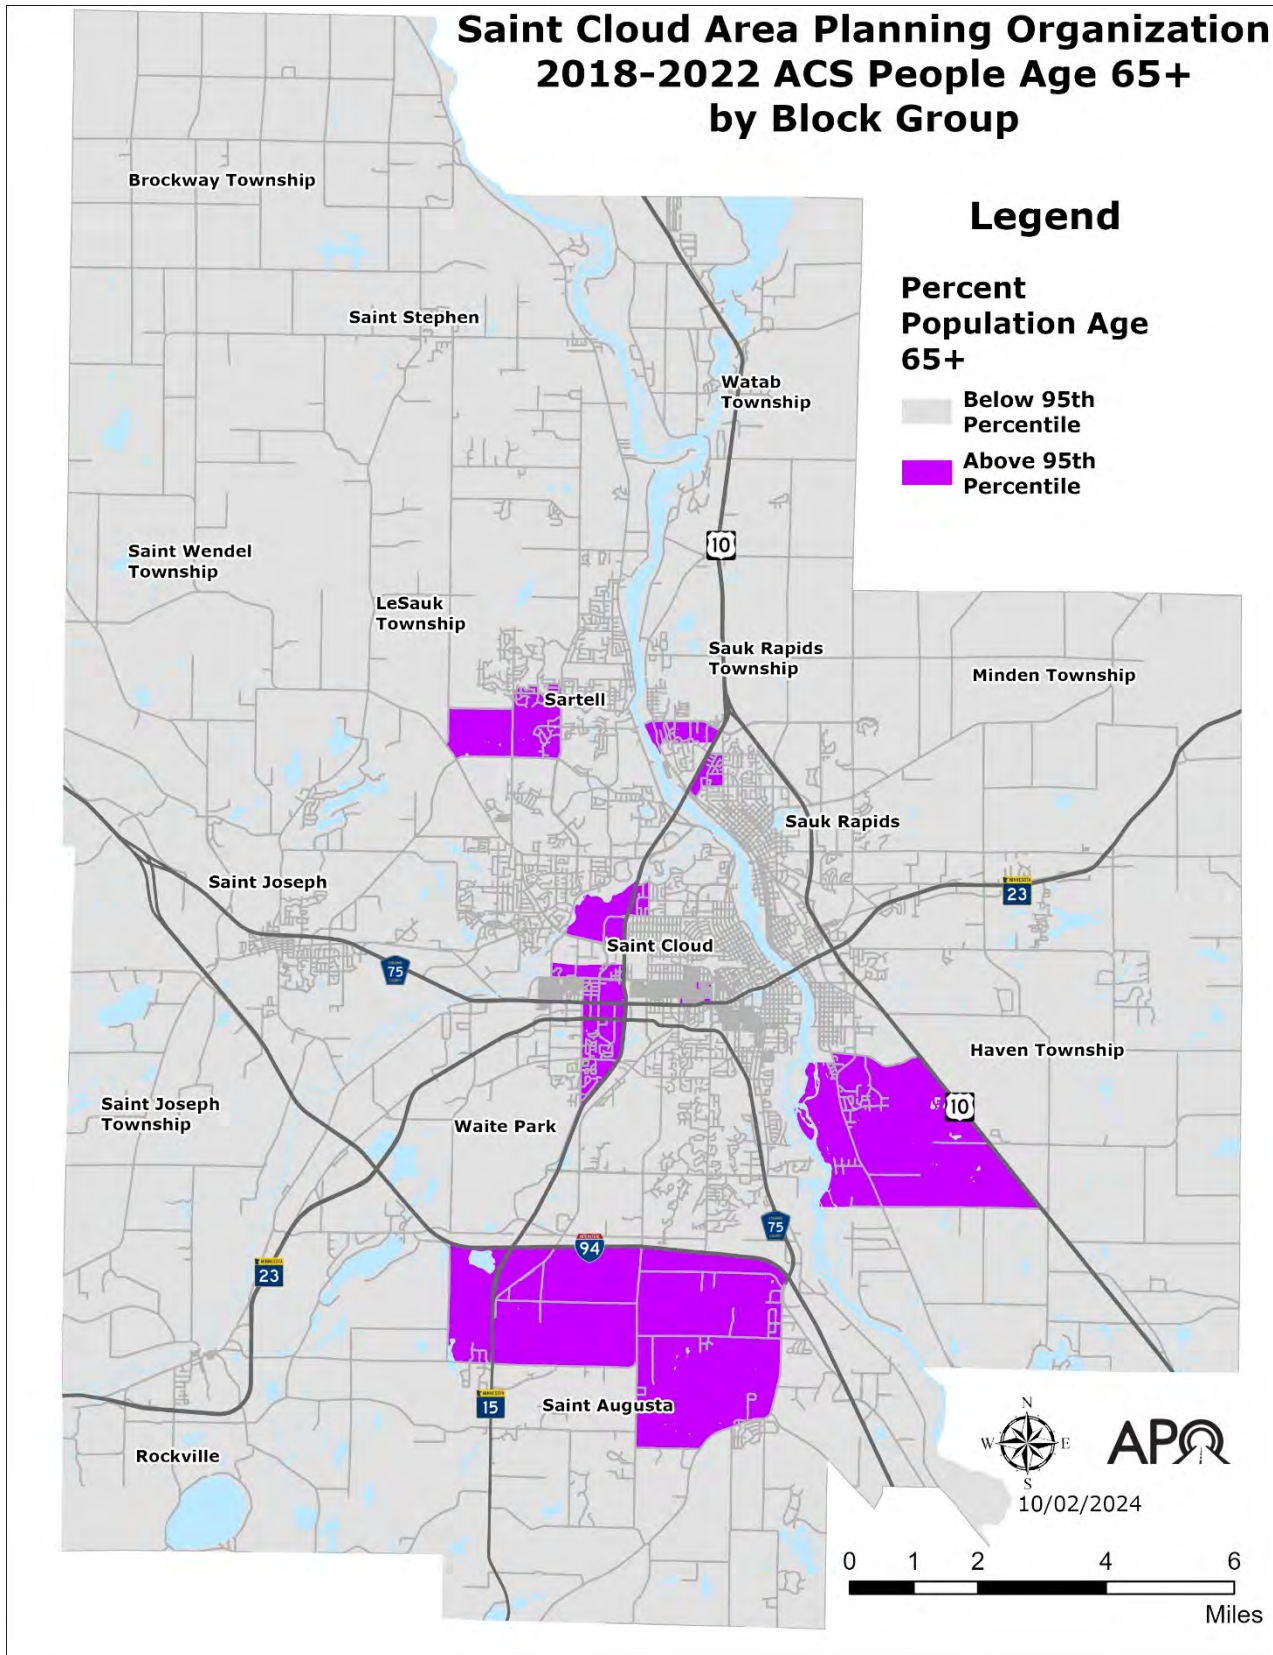 Saint Cloud Area Planning Organization
2018-2022 ACS People Age 65+
by Block Group
Legend
Percent
Population Age
65+
Below 95th
Percentile
Above 95th
Percentile
Brockway Township
Saint Stephen
Watab
Township
10
Saint Wendel
Township
LeSauk
Township
Sauk Rapids
Township
Minden Township
Sartell
Sauk Rapids
Saint Joseph
MINNESOTA
23
Saint Cloud
75
Haven Township
10
Saint Joseph
Township
Waite Park
75
94
MINNESOTA
23
MINNESOTA
15
Saint Augusta
Rockville
N
W
E
S
APO
10/02/2024
0 1 2 4 6
Miles